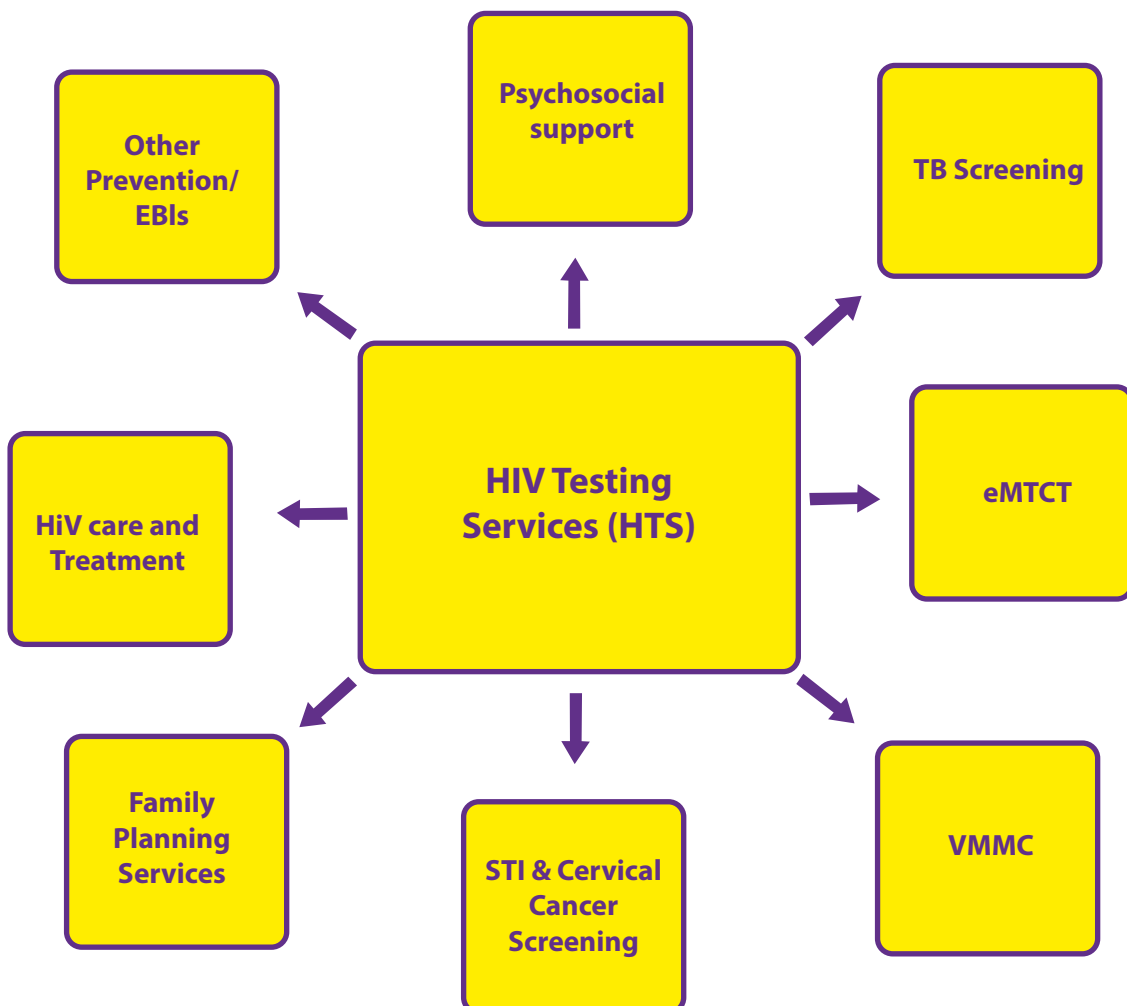 Psychosocial
support
Other
Prevention/
EBls
TB Screening
HIV Testing
Services (HTS)
eMTCT
HiV care and
Treatment
Family
Planning
Services
VMMC
STI & Cervical
Cancer
Screening